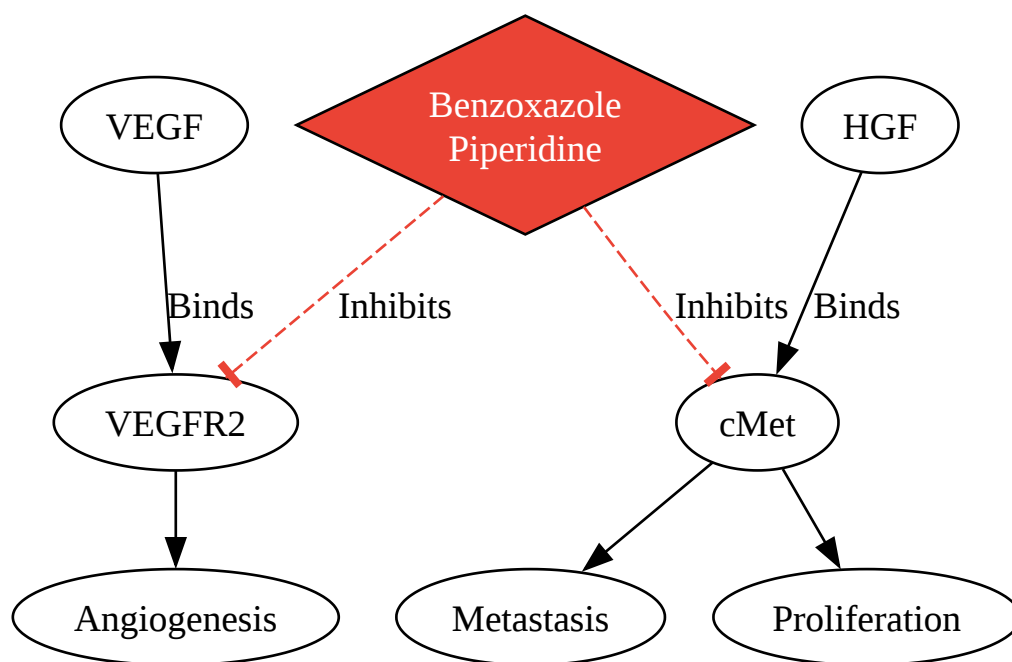 VEGF
Benzoxazole
Piperidine
HGF
Binds
Inhibits
Inhibits
Binds
VEGFR2
cMet
Angiogenesis
Metastasis
Proliferation